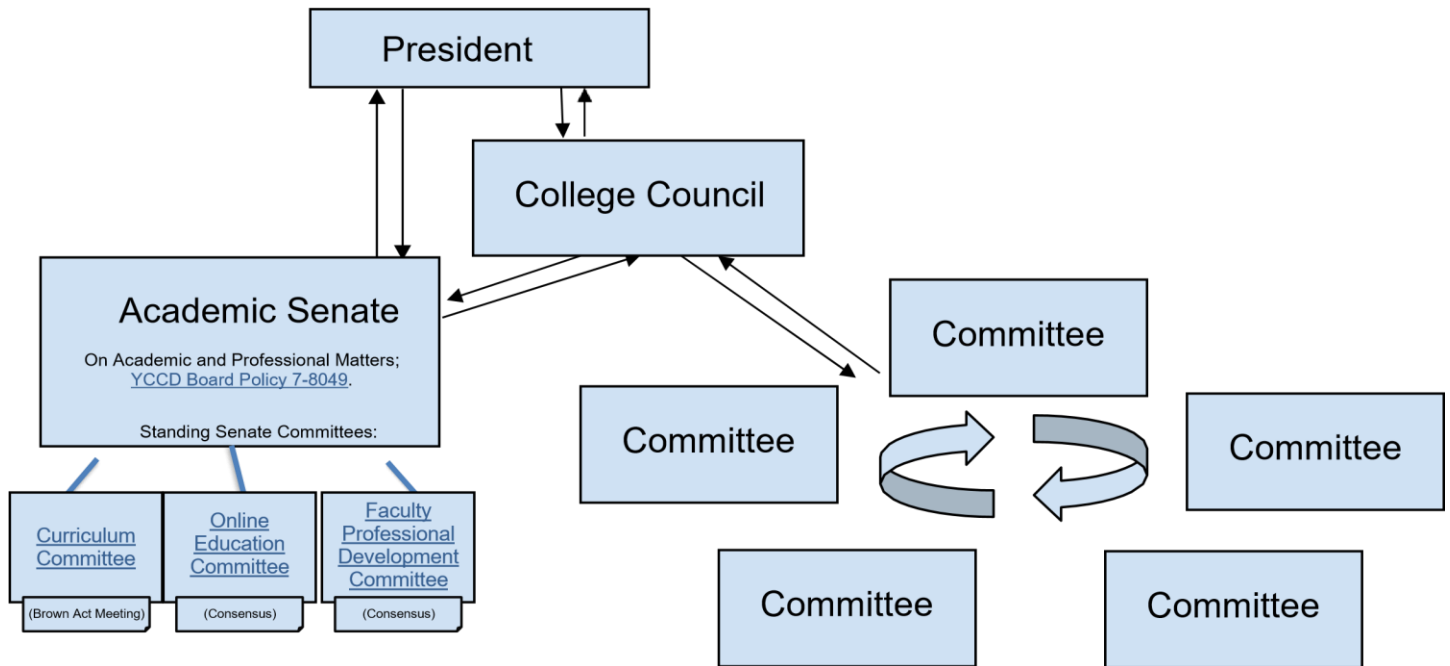 President
College Council
Academic Senate
On Academic and Professional Matters;
YCCD Board Policy 7-8049.
Standing Senate Committees:
Curriculum
Committee
(Brown Act Meeting)
Online
Education
Committee
(Consensus)
Faculty
Professional
Development
Committee
(Consensus)
Committee
Committee
Committee
Committee
Committee